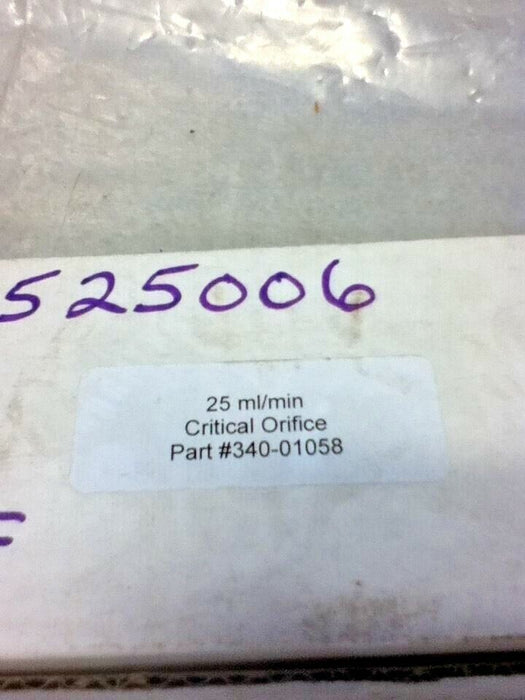 525006
25 ml/min
Critical Orifice
Part #340-01058